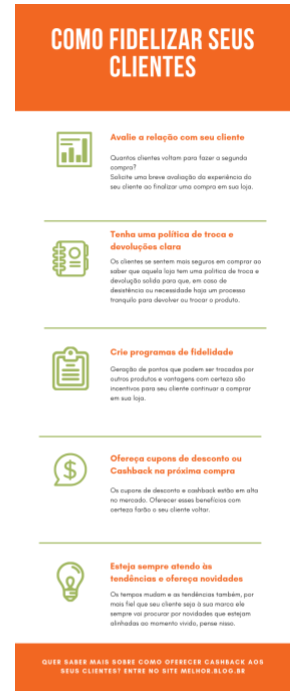 COMO FIDELIZAR SEUS
CLIENTES
Avalie a relação com seu cliente
Quantos clientes voltam para fazer a segunda
compra?
Solicite uma breve avaliação da experiência do
seu cliente ao finalizar uma compra em sua loja.
Tenha uma política de troca e
devoluções clara
Os clientes se sentem mais seguros em comprar ao
saber que aquela loja tem uma política de troca e
devolução solida para que, em caso de
desistência ou necessidade haja um processo
tranquilo para devolver ou trocar o produto.
Crie programas de fidelidade
Geração de pontos que podem ser trocados por
outros produtos e vantagens com certeza são
incentivos para seu cliente continuar a comprar
em sua loja.
Ofereça cupons de desconto ou
Cashback na próxima compra
Os cupons de desconto e cashback estão em alta
no mercado. Oferecer esses benefícios com
certeza farão o seu cliente voltar.
Esteja sempre atendo às
tendências e ofereça novidades
Os tempos mudam e as tendências também, por
mais fiel que seu cliente seja à sua marca ele
sempre vai procurar por novidades que estejam
alinhadas ao momento vivido, pense nisso.
QUER SABER MAIS SOBRE COMO OFERECER CASHBACK AOS
SEUS CLIENTES? ENTRE NO SITE MELHOR.BLOG.BR